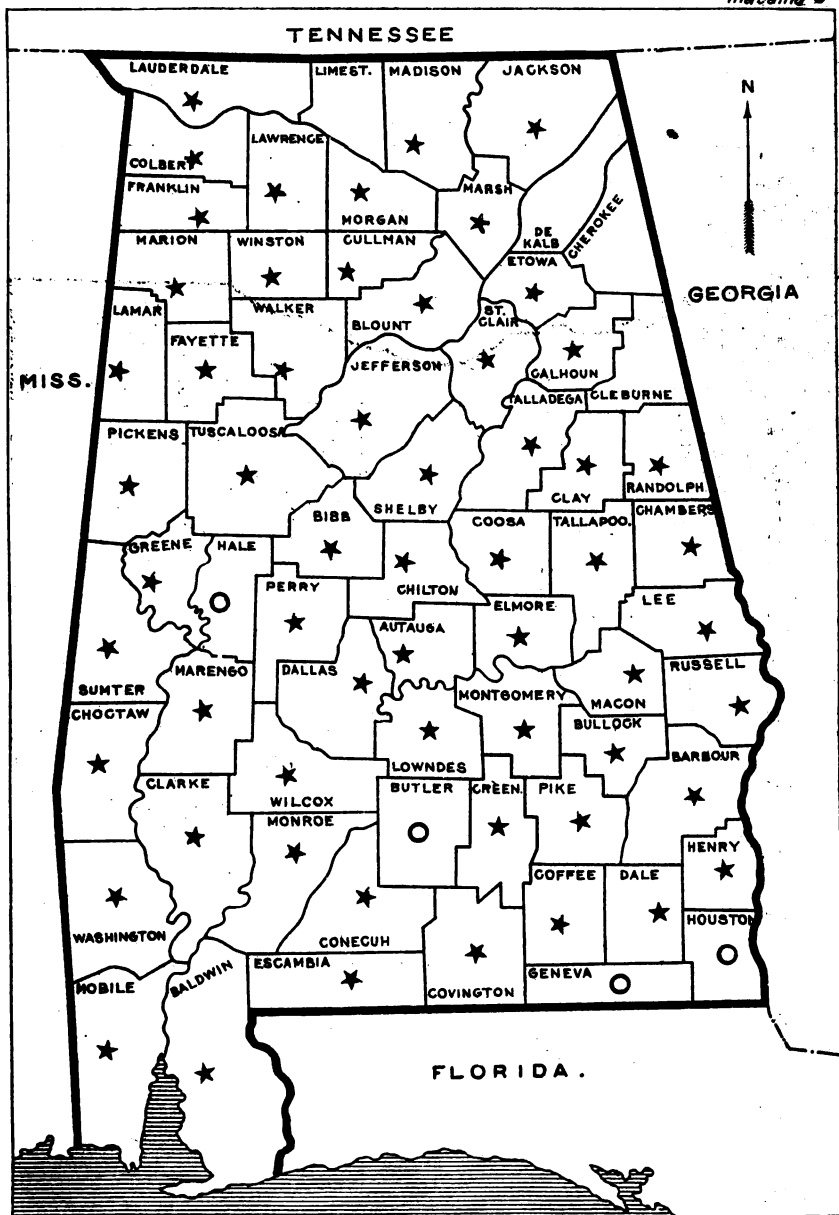 TENNESSEE
LAUDERDALE
LIMEST.
MADISON
JACKSON
N
COLBERT
LAWRENCE
FRANKLIN
MORGAN
MARSH
DE KALB
CHEROKEE
MARION
WINSTON
CULLMAN
ETOWA
GEORGIA
LAMAR
WALKER
BLOUNT
ST. CLAIR
FAYETTE
MISS.
JEFFERSON
CALHOUN
TALLADEGA
CLEBURNE
PICKENS
TUSCALOOSA
SHELBY
CLAY
RANDOLPH
BIBB
COOSA
TALLAPOO.
CHAMBERS
GREENE
HALE
PERRY
CHILTON
ELMORE
LEE
AUTAUGA
SUMTER
MARENGO
DALLAS
MONTGOMERY
MACON
RUSSELL
CHOCTAW
BULLOCK
LOWNDES
BARBOUR
CLARKE
WILCOX
BUTLER
CREEN.
PIKE
MONROE
HENRY
COFFEE
DALE
HOUSTON
WASHINGTON
CONECUH
ESCAMBIA
COVINGTON
GENEVA
MOBILE
BALDWIN
FLORIDA.